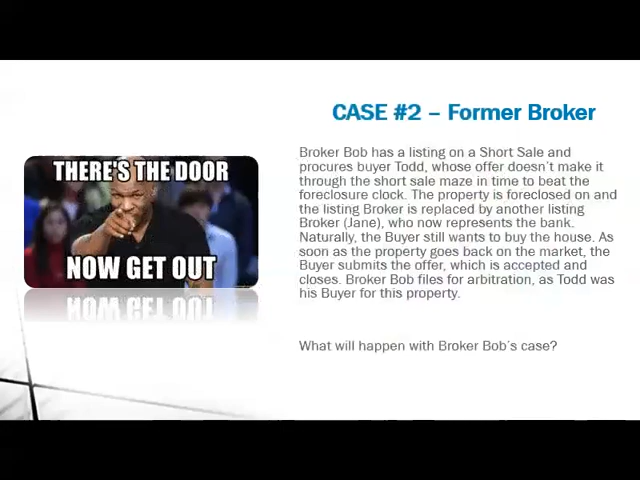 CASE #2 – Former Broker
THERE'S THE DOOR
NOW GET OUT
Broker Bob has a listing on a Short Sale and
procures buyer Todd, whose offer doesn't make it
through the short sale maze in time to beat the
foreclosure clock. The property is foreclosed on and
the listing Broker is replaced by another listing
Broker (Jane), who now represents the bank.
Naturally, the Buyer still wants to buy the house. As
soon as the property goes back on the market, the
Buyer submits the offer, which is accepted and
closes. Broker Bob files for arbitration, as Todd was
his Buyer for this property.
What will happen with Broker Bob's case?